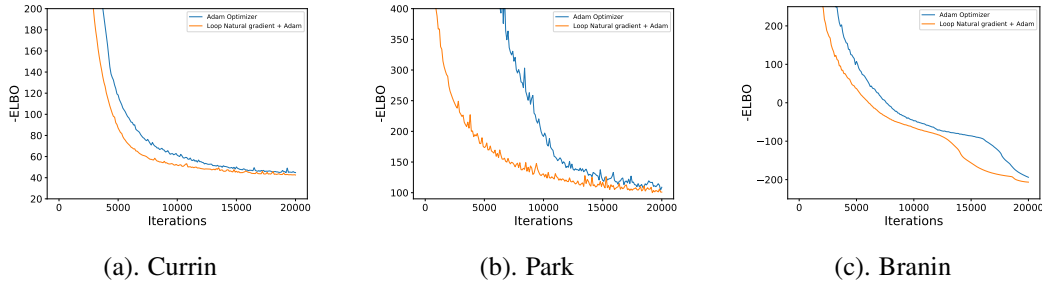 200
180
160
140
120
100
80
60
40
20
-ELBO
0
5000
10000
15000
20000
Iterations
Adam Optimizer
Loop Natural gradient + Adam
(a). Currin
400
350
300
250
200
150
100
-ELBO
0
5000
10000
15000
20000
Iterations
Adam Optimizer
Loop Natural gradient + Adam
(b). Park
200
100
0
−100
−200
-ELBO
0
5000
10000
15000
20000
Iterations
Adam Optimizer
Loop Natural gradient + Adam
(c). Branin